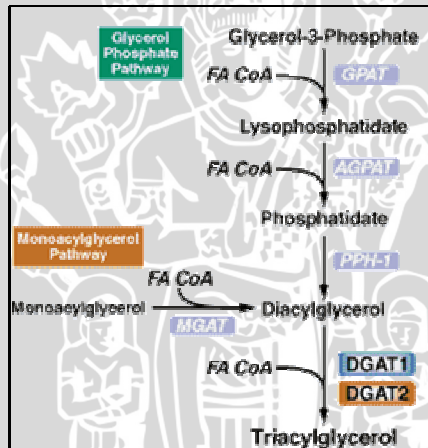 Glycerol
Phosphate
Pathway
Glycerol-3-Phosphate
FA CoA
GPAT
Lysophosphatidate
FA CoA
AGPAT
Phosphatidate
Monoacylglycerol
Pathway
PPH-1
FA CoA
Monoacylglycerol
Diacylglycerol
MGAT
FA CoA
DGAT1
DGAT2
Triacylglycerol